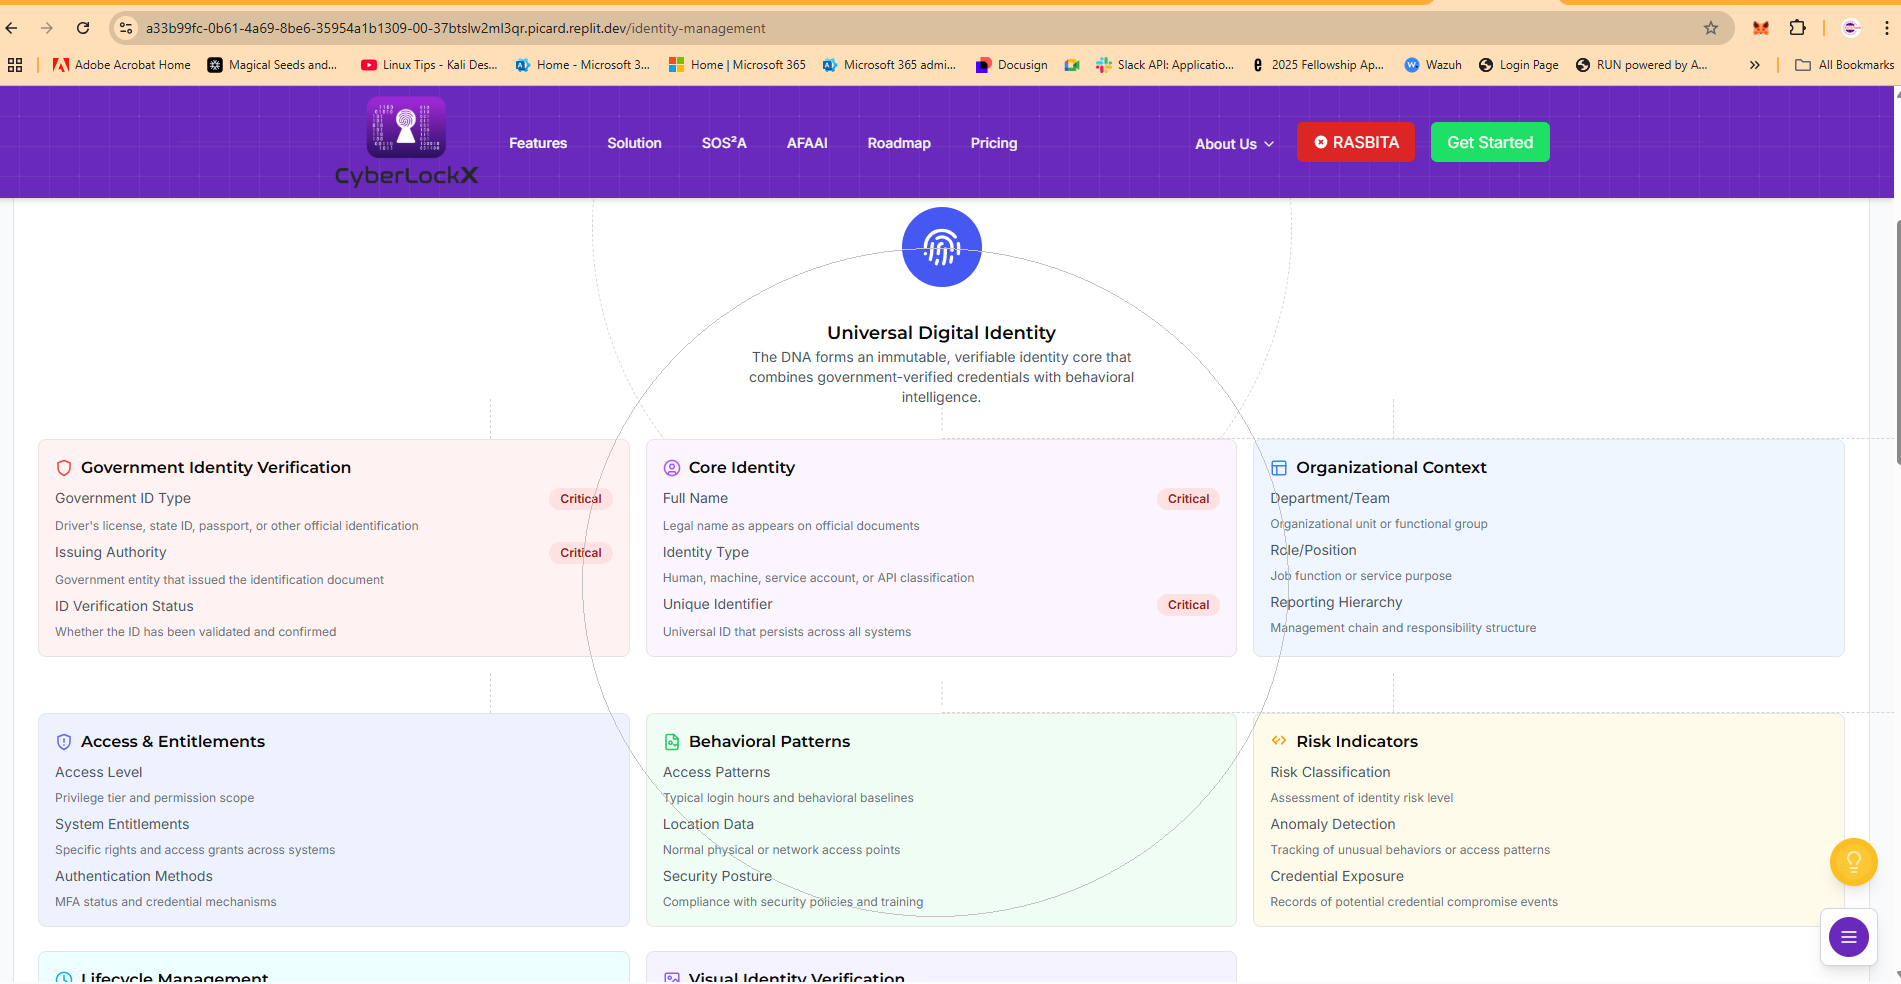 a33b99fc-0b61-4a69-8be6-35954a1b1309-00-37btslw2ml3qr.picard.replit.dev/identity-management
Adobe Acrobat Home
Magical Seeds and...
Linux Tips - Kali Des...
Home - Microsoft 3...
Home | Microsoft 365
Microsoft 365 admi...
Docusign
Slack API: Applicatio...
2025 Fellowship Ap...
Wazuh
Login Page
RUN powered by A...
All Bookmarks
CyberLockX
Features
Solution
SOS²A
AFAAI
Roadmap
Pricing
About Us
RASBITA
Get Started
Universal Digital Identity
The DNA forms an immutable, verifiable identity core that
combines government-verified credentials with behavioral
intelligence.
Government Identity Verification
Government ID Type
Critical
Driver's license, state ID, passport, or other official identification
Issuing Authority
Critical
Government entity that issued the identification document
ID Verification Status
Whether the ID has been validated and confirmed
Core Identity
Full Name
Critical
Legal name as appears on official documents
Identity Type
Human, machine, service account, or API classification
Unique Identifier
Critical
Universal ID that persists across all systems
Organizational Context
Department/Team
Organizational unit or functional group
Role/Position
Job function or service purpose
Reporting Hierarchy
Management chain and responsibility structure
Access & Entitlements
Access Level
Privilege tier and permission scope
System Entitlements
Specific rights and access grants across systems
Authentication Methods
MFA status and credential mechanisms
Behavioral Patterns
Access Patterns
Typical login hours and behavioral baselines
Location Data
Normal physical or network access points
Security Posture
Compliance with security policies and training
Risk Indicators
Risk Classification
Assessment of identity risk level
Anomaly Detection
Tracking of unusual behaviors or access patterns
Credential Exposure
Records of potential credential compromise events
Lifecycle Management
Visual Identity Verification